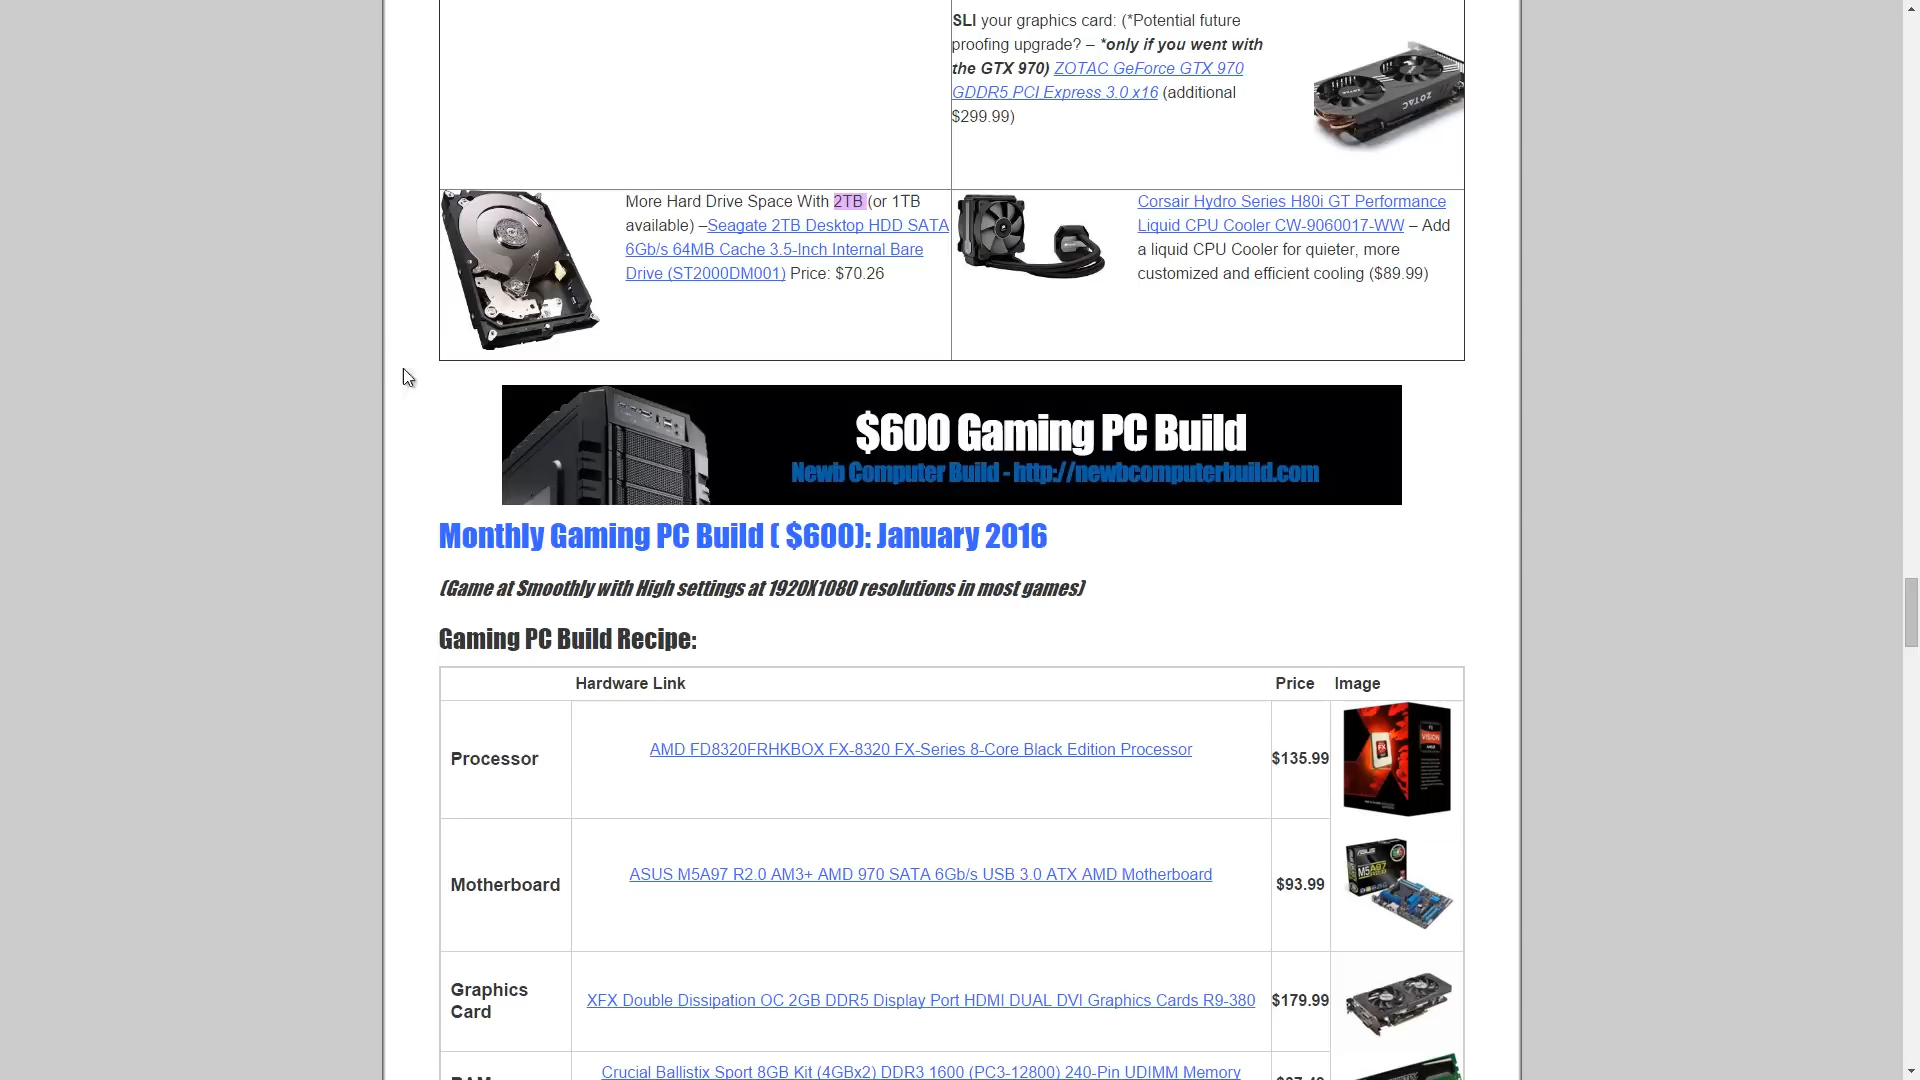 SLI your graphics card: (*Potential future
proofing upgrade? – *only if you went with
the GTX 970) ZOTAC GeForce GTX 970
GDDR5 PCI Express 3.0 x16 (additional
$299.99)
ZOTAC
More Hard Drive Space With 2TB (or 1TB
available) –Seagate 2TB Desktop HDD SATA
6Gb/s 64MB Cache 3.5-Inch Internal Bare
Drive (ST2000DM001) Price: $70.26
Corsair Hydro Series H80i GT Performance
Liquid CPU Cooler CW-9060017-WW – Add
a liquid CPU Cooler for quieter, more
customized and efficient cooling ($89.99)
$600 Gaming PC Build
Newb Computer Build - http://newbcomputerbuild.com
Monthly Gaming PC Build ( $600): January 2016
(Game at Smoothly with High settings at 1920X1080 resolutions in most games)
Gaming PC Build Recipe:
Hardware Link Price Image
Processor AMD FD8320FRHKBOX FX-8320 FX-Series 8-Core Black Edition Processor $135.99
Motherboard ASUS M5A97 R2.0 AM3+ AMD 970 SATA 6Gb/s USB 3.0 ATX AMD Motherboard $93.99
Graphics
Card
XFX Double Dissipation OC 2GB DDR5 Display Port HDMI DUAL DVI Graphics Cards R9-380 $179.99
Crucial Ballistix Sport 8GB Kit (4GBx2) DDR3 1600 (PC3-12800) 240-Pin UDIMM Memory